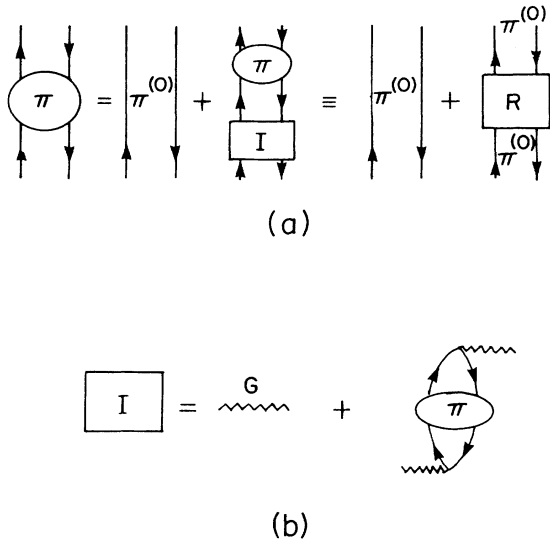 π = π(0) + π I ≡ π(0) + π(0) R π(0)
(a)
I = G + π
(b)